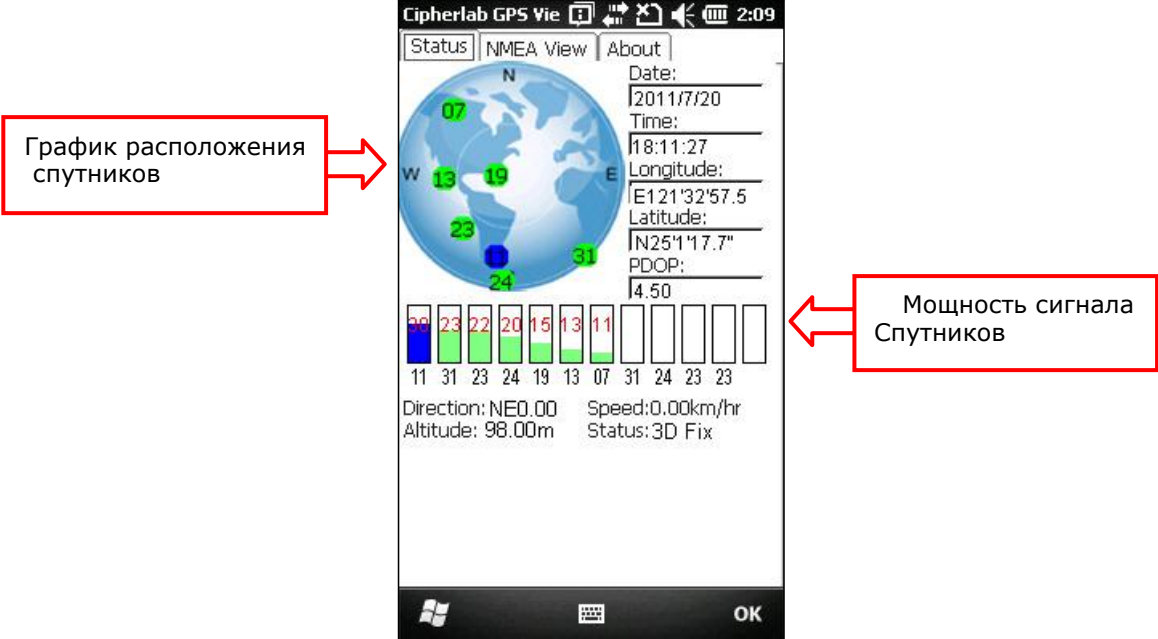 Cipherlab GPS Vie 2:09
Status NMEA View About
График расположения
спутников
N
W
E
07
13
19
23
11
31
24
Date:
2011/7/20
Time:
18:11:27
Longitude:
E121'32'57.5
Latitude:
N25'1'17.7"
PDOP:
4.50
Мощность сигнала
Спутников
30 23 22 20 15 13 11
11 31 23 24 19 13 07 31 24 23 23
Direction: NE0.00 Speed:0.00km/hr
Altitude: 98.00m Status:3D Fix
OK